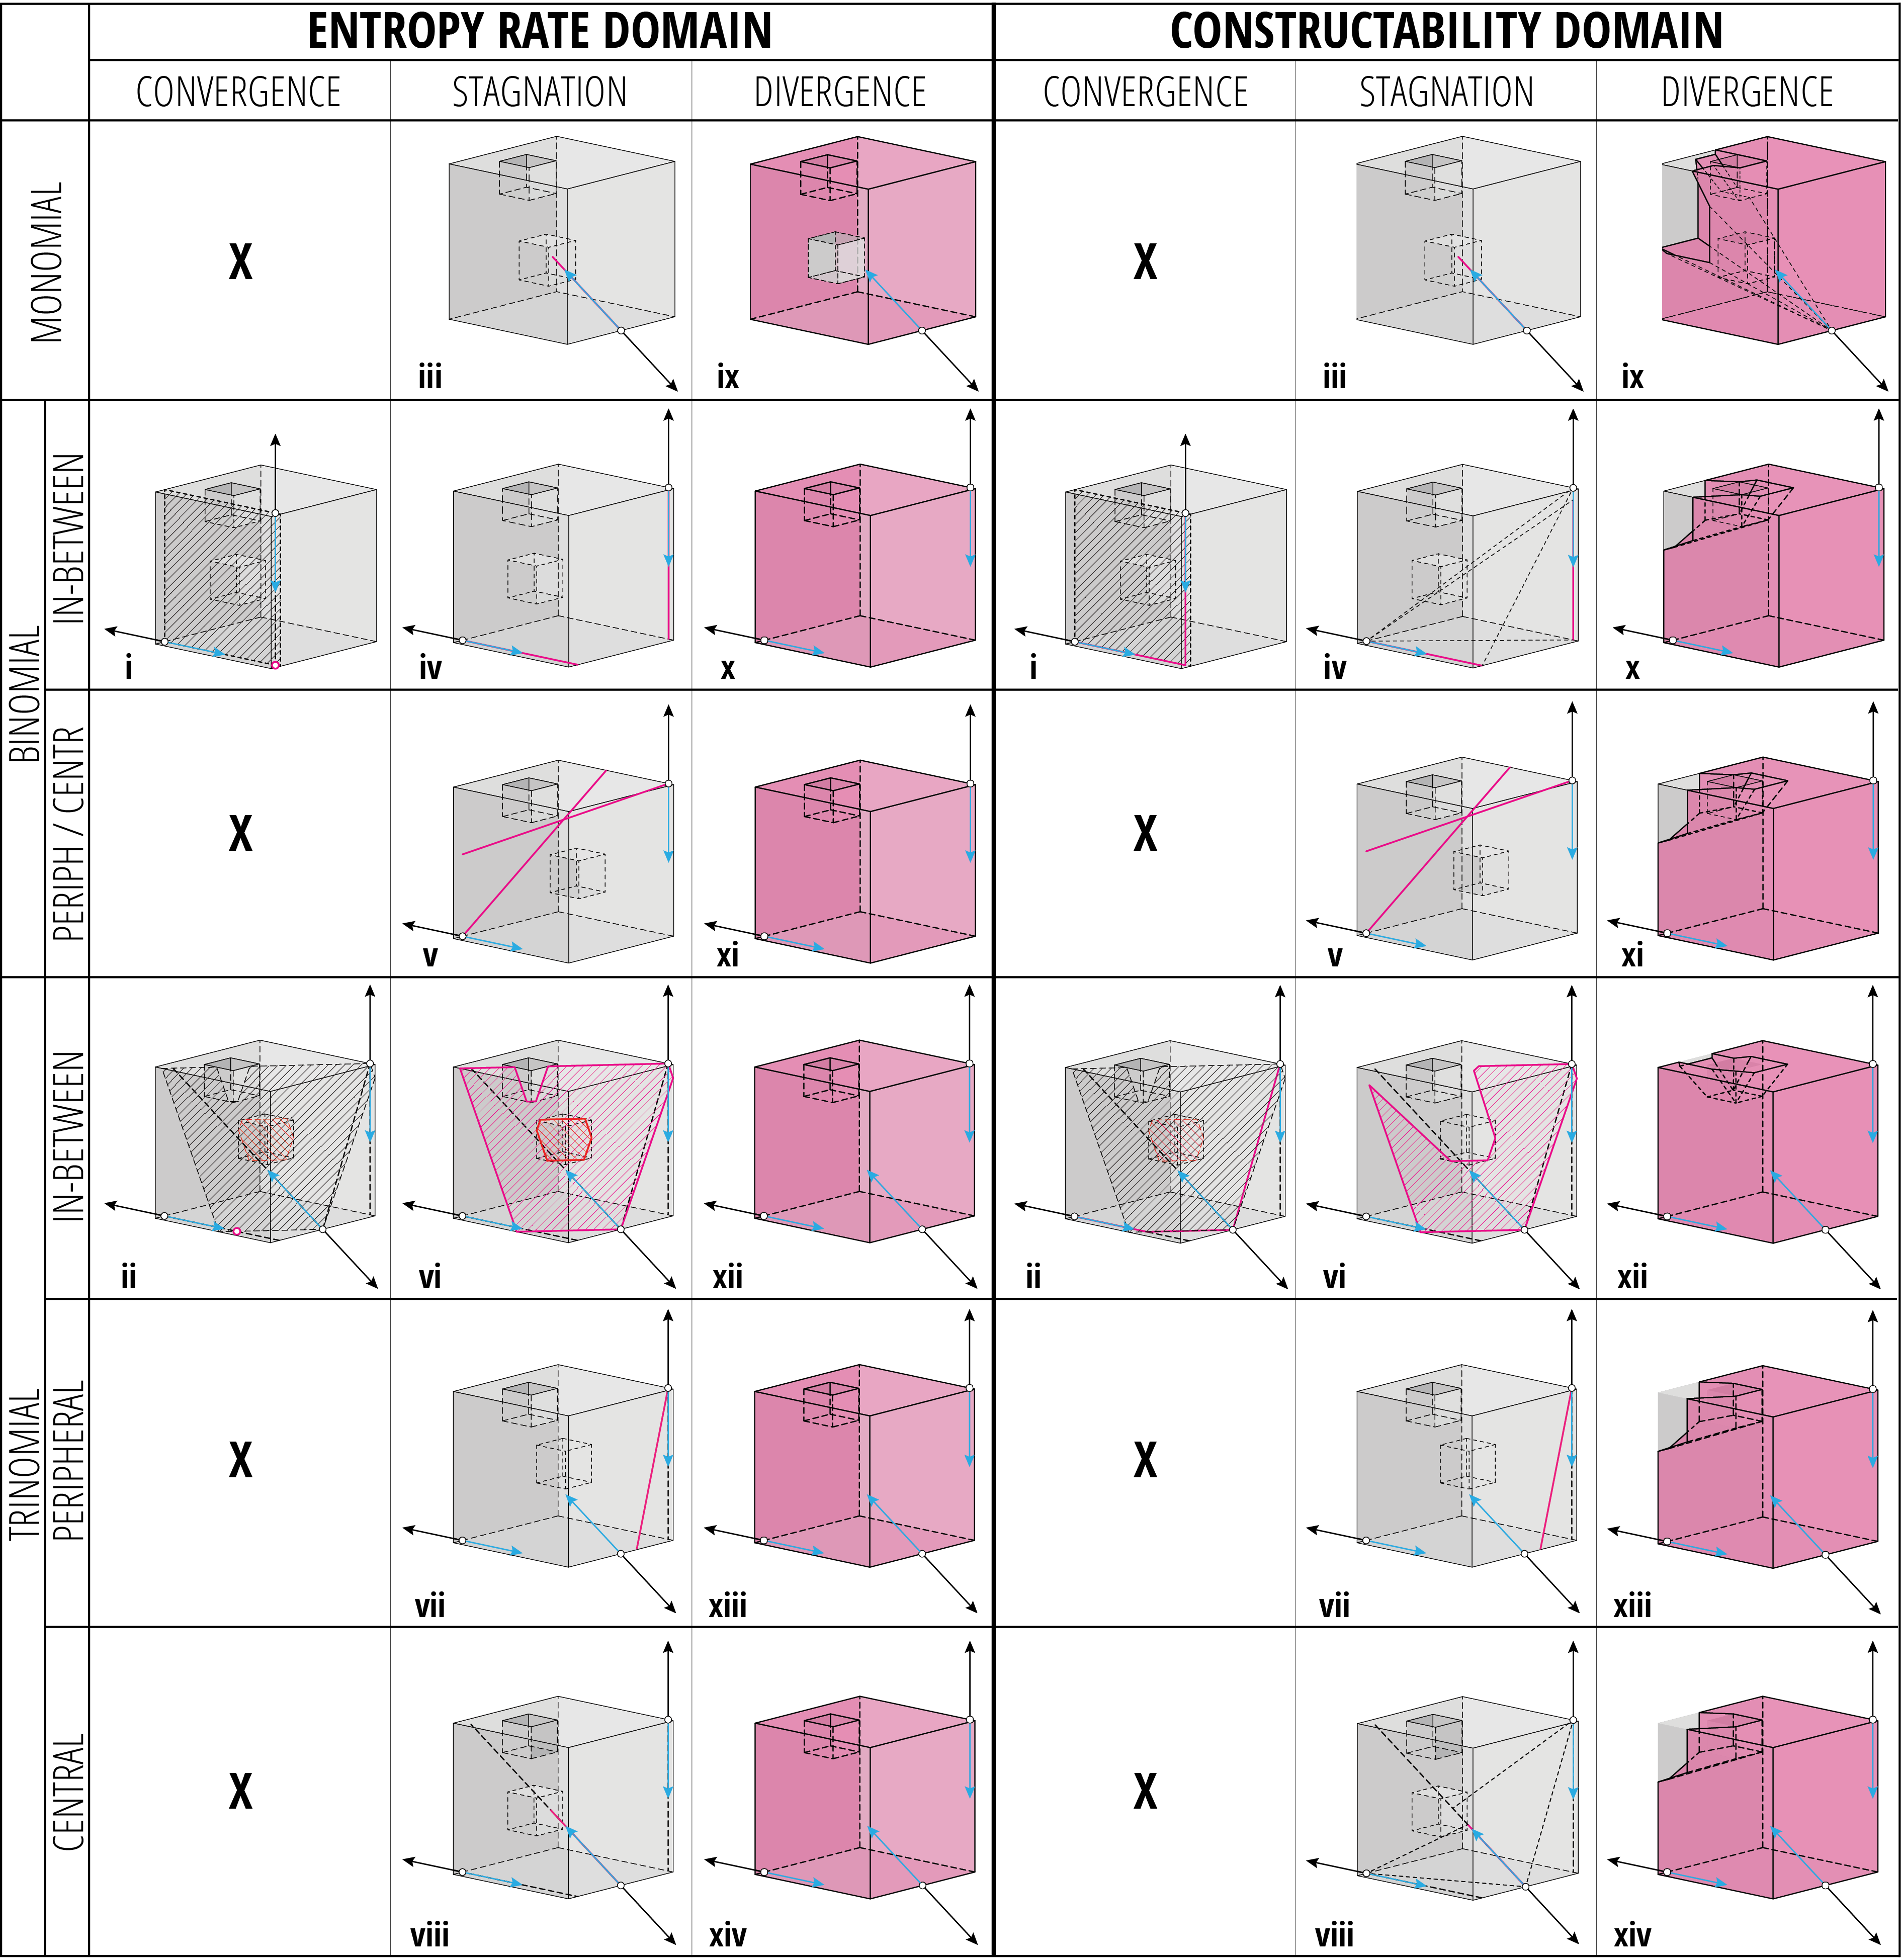 ENTROPY RATE DOMAIN
CONSTRUCTABILITY DOMAIN
CONVERGENCE
STAGNATION
DIVERGENCE
CONVERGENCE
STAGNATION
DIVERGENCE
MONOMIAL
X
iii
ix
X
iii
ix
BINOMIAL
IN-BETWEEN
i
iv
x
i
iv
x
PERIPH / CENTR
X
v
xi
X
v
xi
TRINOMIAL
IN-BETWEEN
ii
vi
xii
ii
vi
xii
PERIPHERAL
X
vii
xiii
X
vii
xiii
CENTRAL
X
viii
xiv
X
viii
xiv